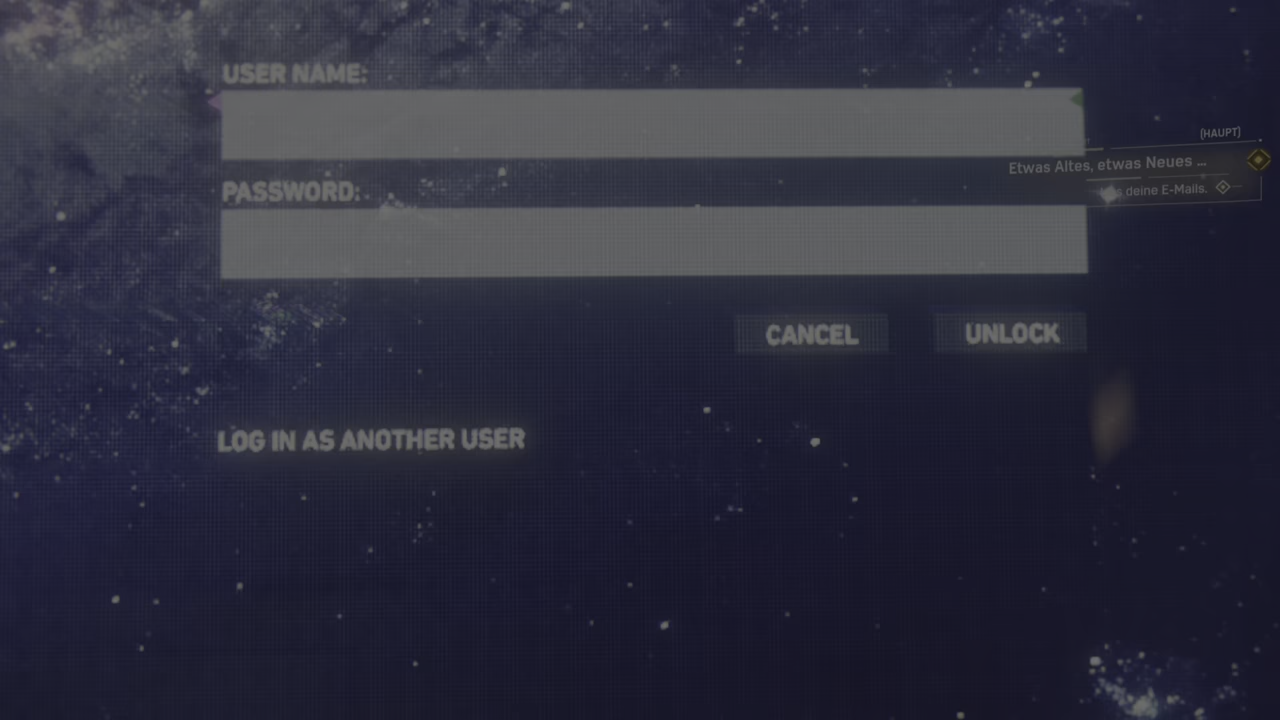 USER NAME:
(HAUPT)
Etwas Altes, etwas Neues ...
deine E-Mails.
PASSWORD:
CANCEL
UNLOCK
LOG IN AS ANOTHER USER